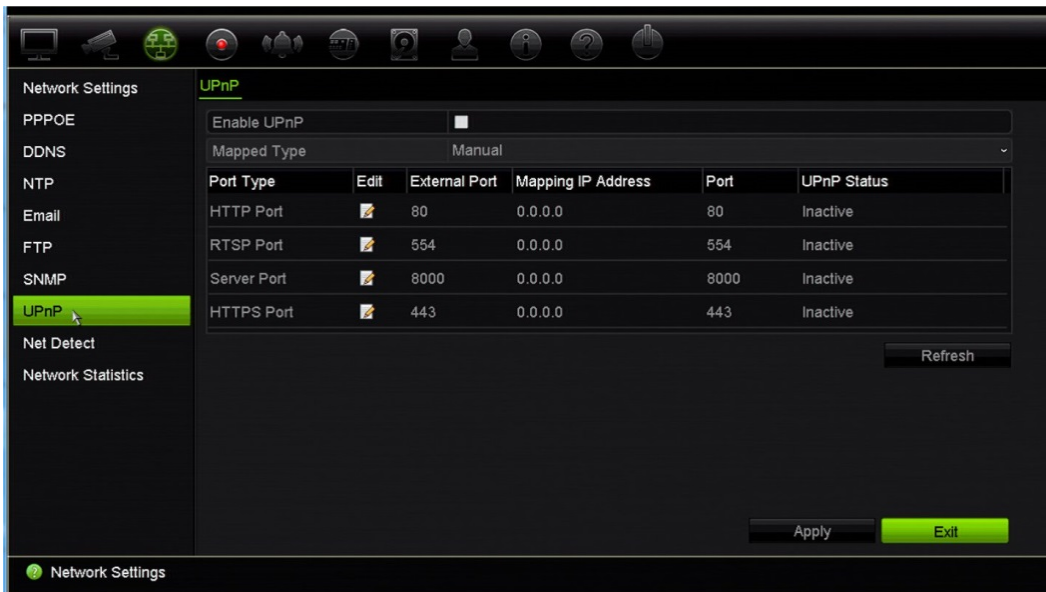 UPnP
Network Settings
PPPOE
DDNS
NTP
Email
FTP
SNMP
UPnP
Net Detect
Network Statistics
Enable UPnP
Mapped Type Manual
Port Type Edit External Port Mapping IP Address Port UPnP Status
HTTP Port 80 0.0.0.0 80 Inactive
RTSP Port 554 0.0.0.0 554 Inactive
Server Port 8000 0.0.0.0 8000 Inactive
HTTPS Port 443 0.0.0.0 443 Inactive
Refresh
Apply Exit
Network Settings